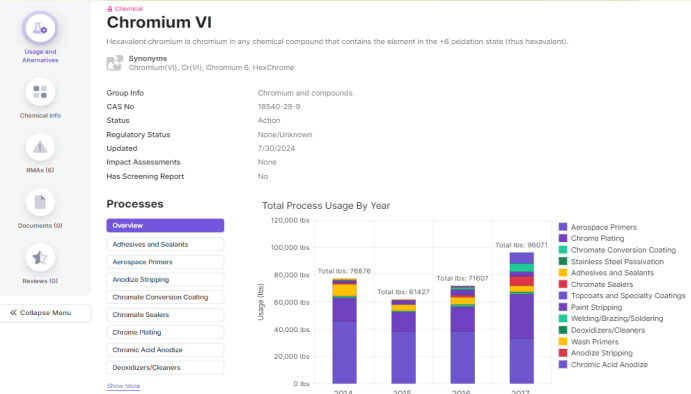 Chemical
Chromium VI
Hexavalent chromium is chromium in any chemical compound that contains the element in the +6 oxidation state (thus hexavalent).
Synonyms
Chromium(VI), Cr(VI), Chromium 6, HexChrome
Group Info Chromium and compounds
CAS No 18540-29-9
Status Action
Regulatory Status None/Unknown
Updated 7/30/2024
Impact Assessments None
Has Screening Report No
Usage and
Alternatives
Chemical Info
RMAs (6)
Documents (0)
Reviews (0)
Collapse Menu
Processes
Overview
Adhesives and Sealants
Aerospace Primers
Anodize Stripping
Chromate Conversion Coating
Chromate Sealers
Chrome Plating
Chromic Acid Anodize
Deoxidizers/Cleaners
Show More
Total Process Usage By Year
Usage (lbs)
120,000 lbs
100,000 lbs
80,000 lbs
60,000 lbs
40,000 lbs
20,000 lbs
0 lbs
Total lbs: 76876
Total lbs: 61427
Total lbs: 71607
Total lbs: 96071
2014 2015 2016 2017
Aerospace Primers
Chrome Plating
Chromate Conversion Coating
Stainless Steel Passivation
Adhesives and Sealants
Chromate Sealers
Topcoats and Specialty Coatings
Paint Stripping
Welding/Brazing/Soldering
Deoxidizers/Cleaners
Wash Primers
Anodize Stripping
Chromic Acid Anodize